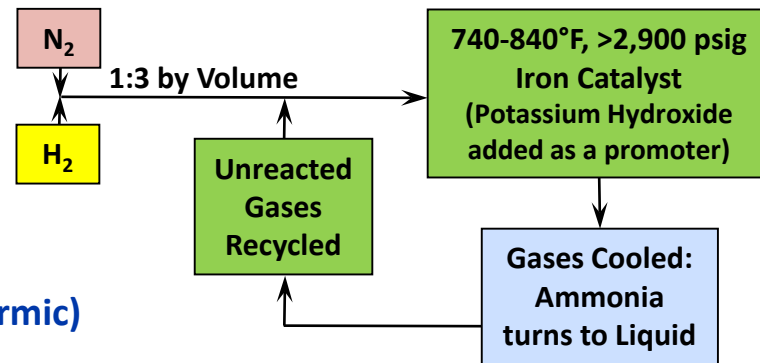 N₂
1:3 by Volume
H₂
740-840°F, >2,900 psig
Iron Catalyst
(Potassium Hydroxide
added as a promoter)
Unreacted
Gases
Recycled
Gases Cooled:
Ammonia
turns to Liquid
rmic)